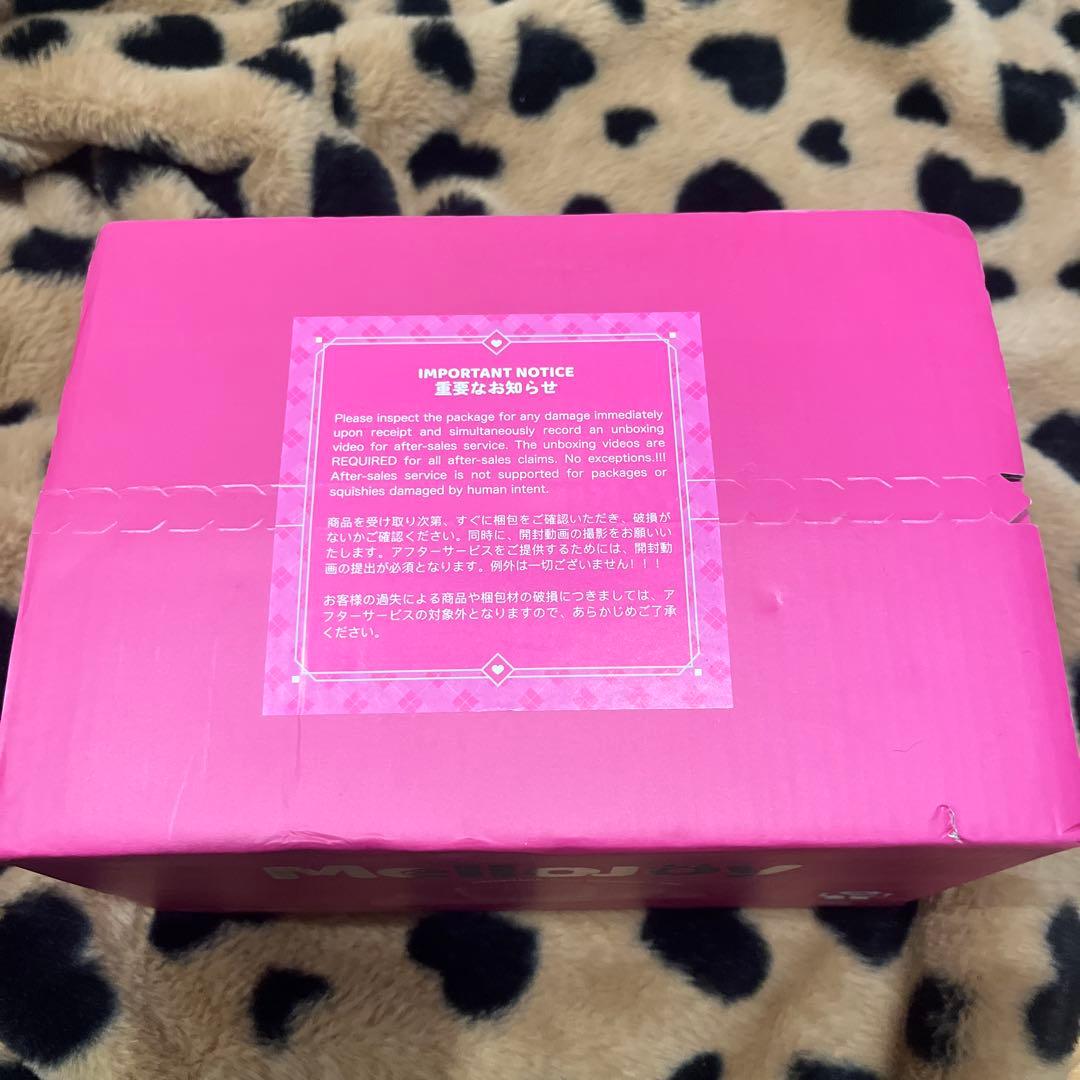 IMPORTANT NOTICE
重要なお知らせ
Please inspect the package for any damage immediately
upon receipt and simultaneously record an unboxing
video for after-sales service. The unboxing videos are
REQUIRED for all after-sales claims. No exceptions.!!!
After-sales service is not supported for packages or
squishies damaged by human intent.
商品を受け取り次第、すぐに梱包をご確認いただき、破損が
ないかご確認ください。同時に、開封動画の撮影をお願いい
たします。アフターサービスをご提供するためには、開封動
画の提出が必須となります。例外は一切ございません!!!
お客様の過失による商品や梱包材の破損につきましては、ア
フターサービスの対象外となりますので、あらかじめご了承
ください。